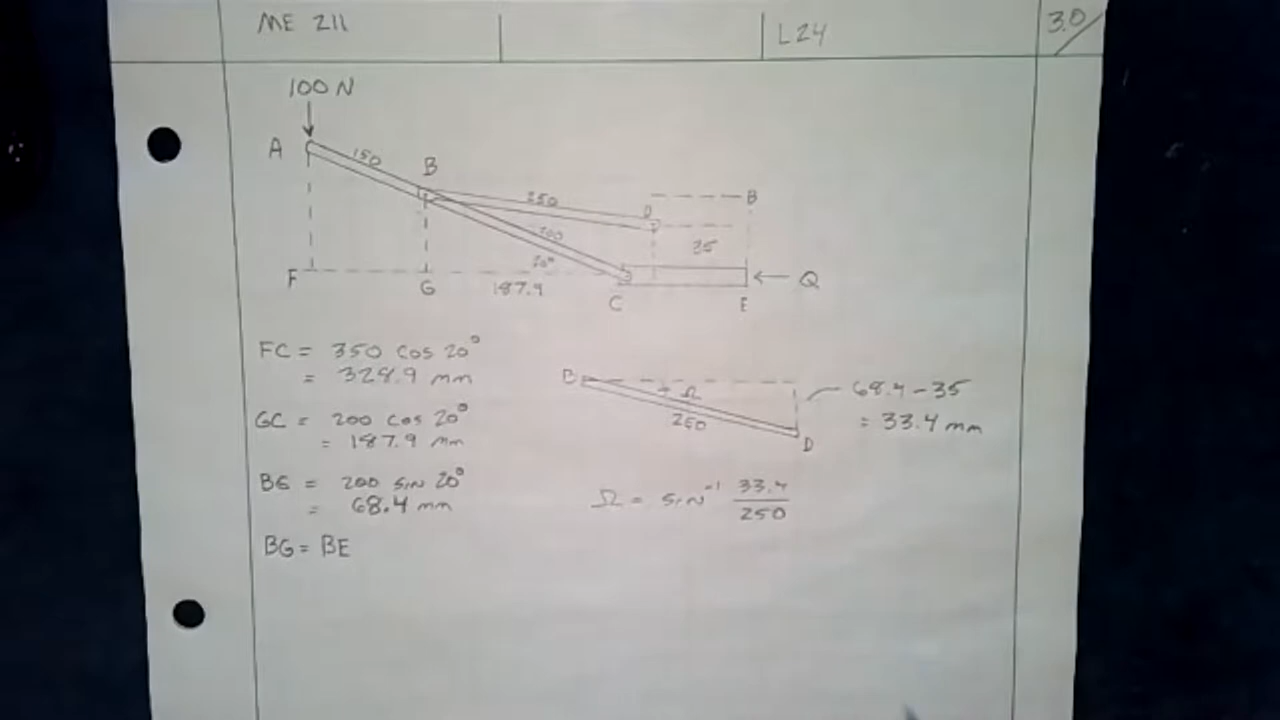 ME 211
L24
3.0/
100 N
A
150
B
250
D
B
200
35
20°
F
G
187.9
C
E
Q
FC = 350 cos 20°
= 328.9 mm
GC = 200 cos 20°
= 187.9 mm
BG = 200 sin 20°
= 68.4 mm
BG = BE
B
Ω
250
D
68.4 - 35
= 33.4 mm
Ω = sin⁻¹ 33.4
250